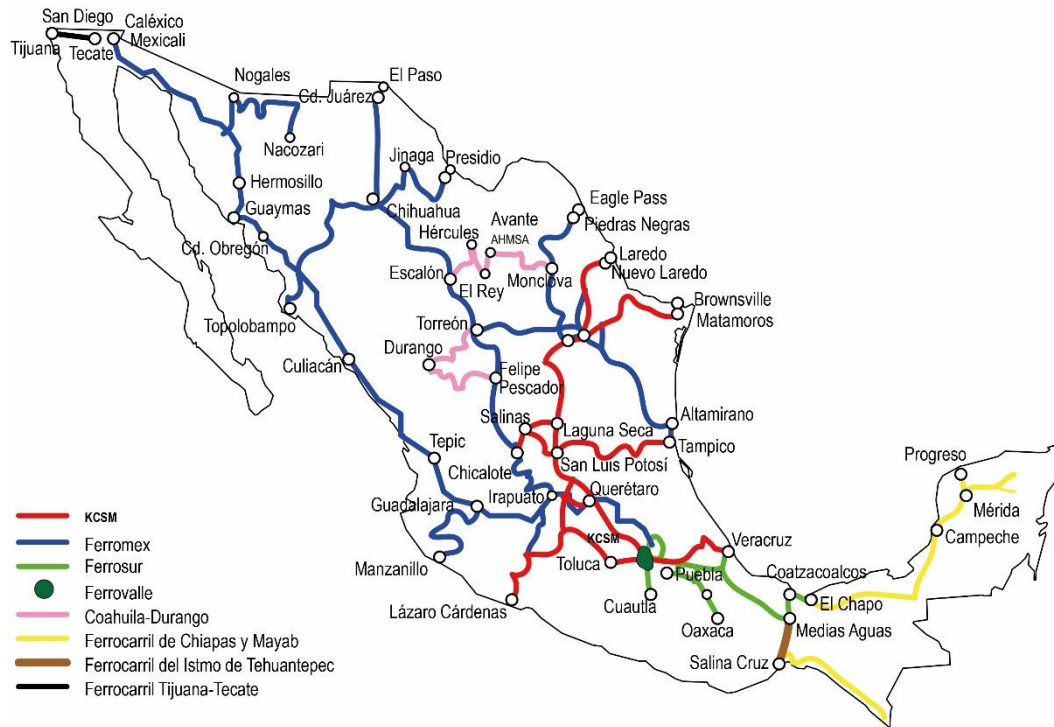 San Diego
Caléxico
Tijuana
Tecate
Mexicali
Nogales
El Paso
Cd. Juárez
Nacozari
Jinaga
Presidio
Hermosillo
Guaymas
Chihuahua
Avante
Eagle Pass
Hércules
AHMSA
Piedras Negras
Cd. Obregón
Laredo
Escalón
El Rey
Monclova
Nuevo Laredo
Brownsville
Topolobampo
Torreón
Matamoros
Durango
Culiacán
Felipe
Pescador
Salinas
Altamirano
Laguna Seca
Tepic
Tampico
Chicalote
San Luis Potosí
Progreso
Guadalajara
Irapuato
Querétaro
Mérida
KCSM
KCSM
Veracruz
Campeche
Ferromex
Manzanillo
Toluca
Puebla
Coatzacoalcos
Ferrosur
Ferrovalle
Lázaro Cárdenas
Cuautla
El Chapo
Coahuila-Durango
Oaxaca
Medias Aguas
Ferrocarril de Chiapas y Mayab
Ferrocarril del Istmo de Tehuantepec
Salina Cruz
Ferrocarril Tijuana-Tecate